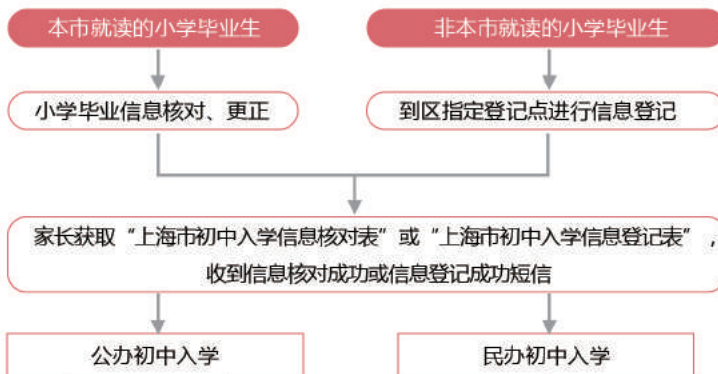 本市就读的小学毕业生
非本市就读的小学毕业生
小学毕业信息核对、更正
到区指定登记点进行信息登记
家长获取“上海市初中入学信息核对表”或“上海市初中入学信息登记表”，
收到信息核对成功或信息登记成功短信
公办初中入学
民办初中入学